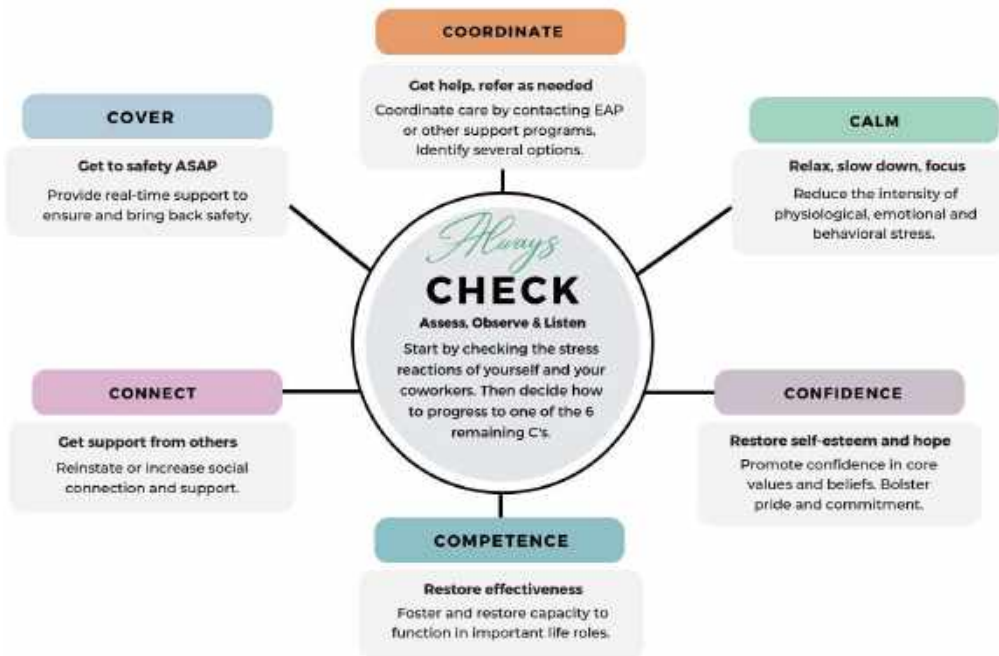 COORDINATE
Get help, refer as needed
Coordinate care by contacting EAP
or other support programs.
Identify several options.
COVER
Get to safety ASAP
Provide real-time support to
ensure and bring back safety.
CALM
Relax, slow down, focus
Reduce the intensity of
physiological, emotional and
behavioral stress.
Always
CHECK
Assess, Observe & Listen
Start by checking the stress
reactions of yourself and your
coworkers. Then decide how
to progress to one of the 6
remaining C's.
CONNECT
Get support from others
Reinstate or increase social
connection and support.
CONFIDENCE
Restore self-esteem and hope
Promote confidence in core
values and beliefs. Bolster
pride and commitment.
COMPETENCE
Restore effectiveness
Foster and restore capacity to
function in important life roles.